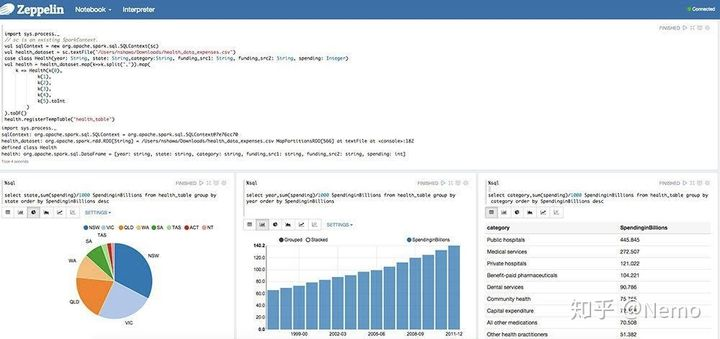 Zeppelin Notebook Interpreter Connected
FINISHED
import sys.process._
// sc is an existing SparkContext.
val sqlContext = new org.apache.spark.sql.SQLContext(sc)
val health_dataset = sc.textFile("/Users/nshawa/Downloads/health_data_expenses.csv")
case class Health(year: String, state: String,category:String, funding_src1: String, funding_src2: String, spending: Integer)
val health = health_dataset.map(k=>k.split(",")).map(
k => Health(k(0),
k(1),
k(2),
k(3),
k(4),
k(5).toInt
)
).toDF()
health.registerTempTable("health_table")
import sys.process._
sqlContext: org.apache.spark.sql.SQLContext = org.apache.spark.sql.SQLContext@7e76cc70
health_dataset: org.apache.spark.rdd.RDD[String] = /Users/nshawa/Downloads/health_data_expenses.csv MapPartitionsRDD[566] at textFile at <console>:182
defined class Health
health: org.apache.spark.sql.DataFrame = [year: string, state: string, category: string, funding_src1: string, funding_src2: string, spending: int]
Took 4 seconds
%sql FINISHED
select state,sum(spending)/1000 SpendinginBillions from health_table group by
state order by SpendinginBillions desc
SETTINGS
NSW VIC QLD WA SA TAS ACT NT
TAS
SA
WA
QLD
VIC
NSW
%sql FINISHED
select year,sum(spending)/1000 SpendinginBillions from health_table group by
year order by SpendinginBillions
SETTINGS
Grouped Stacked SpendinginBillions
140.2
120.0
100.0
80.0
60.0
40.0
20.0
0.0
1999-00 2002-03 2005-06 2008-09 2011-12
%sql FINISHED
select category,sum(spending)/1000 SpendinginBillions from health_table group by
category order by SpendinginBillions desc
category SpendinginBillions
Public hospitals 445.845
Medical services 272.507
Private hospitals 121.022
Benefit-paid pharmaceuticals 104.221
Dental services 90.786
Community health
Capital expenditure
All other medications 70.508
Other health practitioners 51.382
知乎 @Nemo